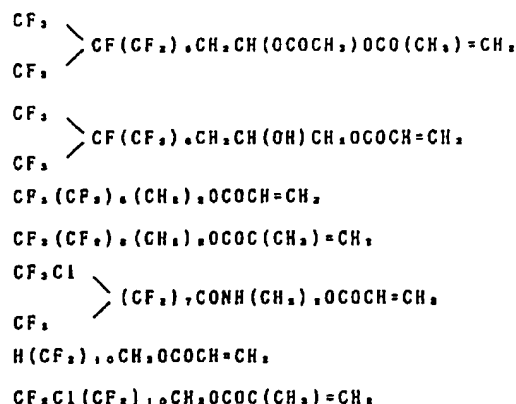 CF₃
CF(CF₂)₆CH₂CH(OCOCH₃)OCO(CH₃)=CH₂
CF₃
CF₃
CF(CF₂)₆CH₂CH(OH)CH₂OCOCH=CH₂
CF₃
CF₃(CF₂)₆(CH₂)₂OCOCH=CH₂
CF₃(CF₂)₈(CH₂)₂OCOC(CH₃)=CH₂
CF₂Cl
(CF₂)₇CONH(CH₂)₂OCOCH=CH₂
CF₃
H(CF₂)₁₀CH₂OCOCH=CH₂
CF₂Cl(CF₂)₁₀CH₂OCOC(CH₃)=CH₂